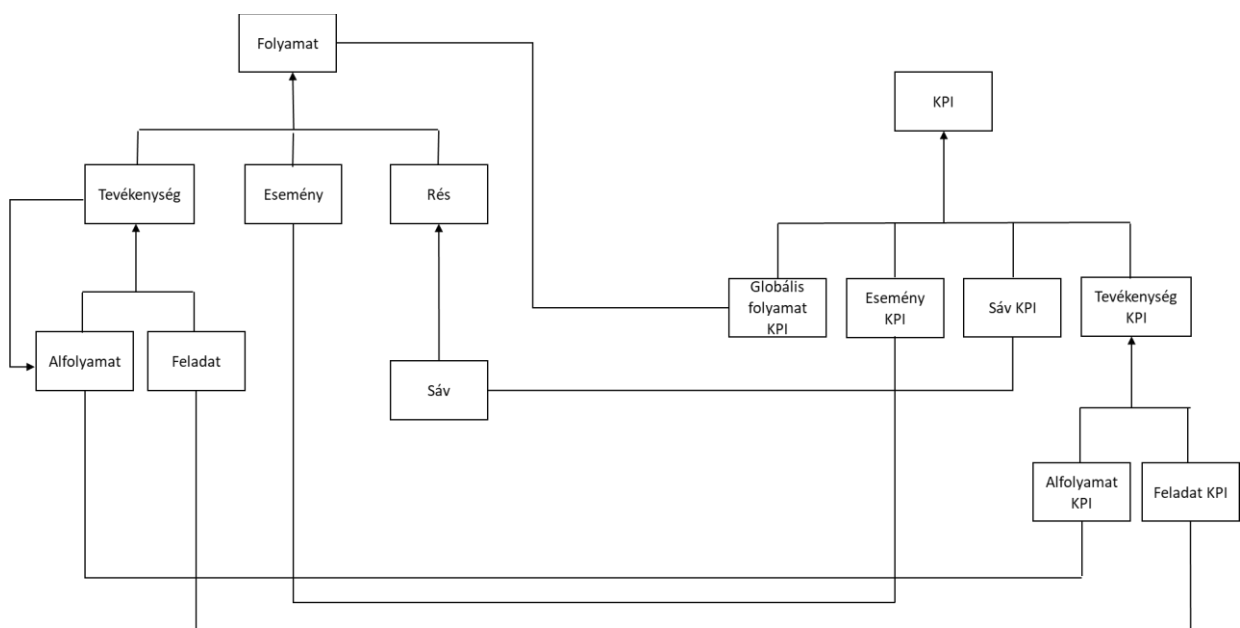 Folyamat
KPI
Tevékenység
Esemény
Rés
Globális
folyamat
KPI
Esemény
KPI
Sáv KPI
Tevékenység
KPI
Alfolyamat
Feladat
Sáv
Alfolyamat
KPI
Feladat KPI